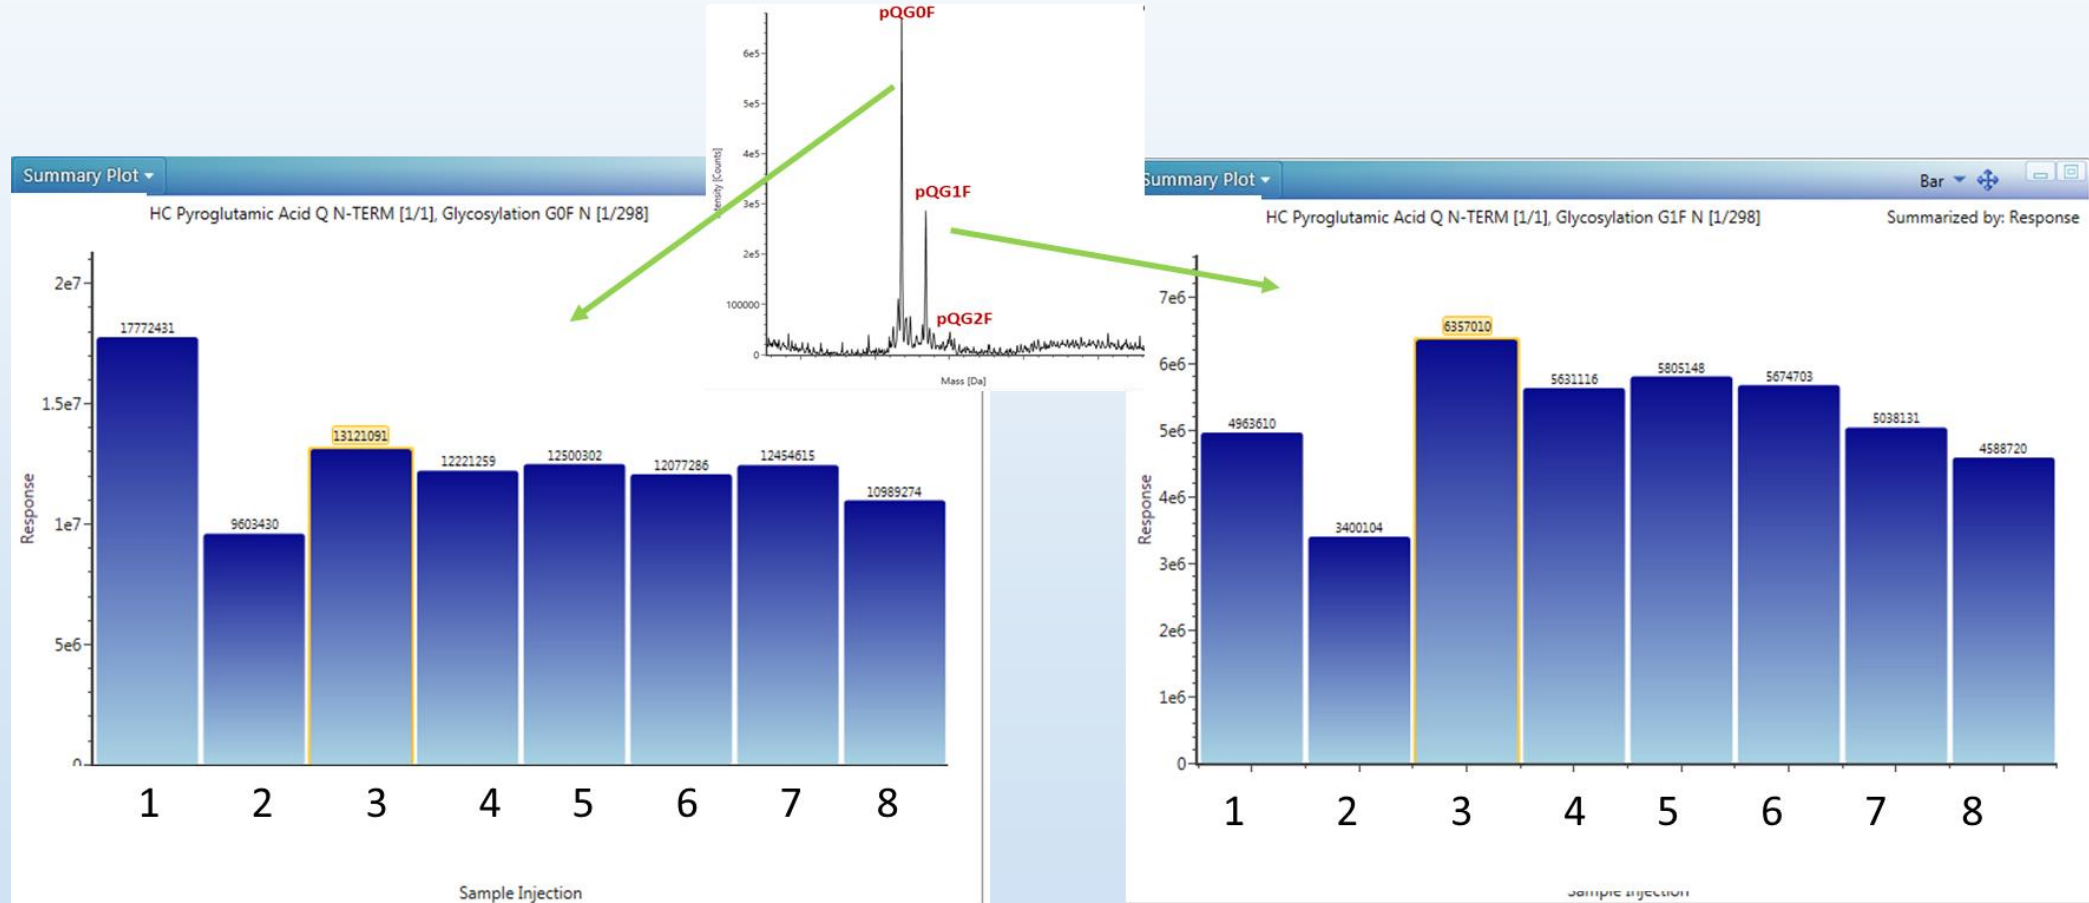 pQG0F
6e5
5e5
4e5
3e5
2e5
100000
0
pQG1F
pQG2F
Mass [Da]
Summary Plot
HC Pyroglutamic Acid Q N-TERM [1/1], Glycosylation G0F N [1/298]
Response
2e7
1.5e7
1e7
5e6
0
17772431
9603430
13121091
12221259
12500302
12077286
12454615
10989274
1 2 3 4 5 6 7 8
Sample Injection
Summary Plot
Bar
HC Pyroglutamic Acid Q N-TERM [1/1], Glycosylation G1F N [1/298]
Summarized by: Response
Response
7e6
6e6
5e6
4e6
3e6
2e6
1e6
0
4963610
3400104
6357010
5631116
5805148
5674703
5038131
4588720
1 2 3 4 5 6 7 8
Sample Injection